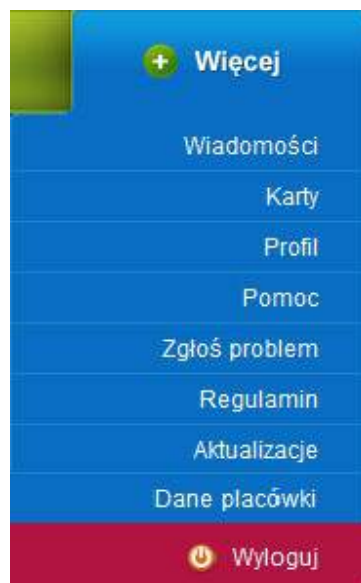 Więcej
Wiadomości
Karty
Profil
Pomoc
Zgłoś problem
Regulamin
Aktualizacje
Dane placówki
Wyloguj